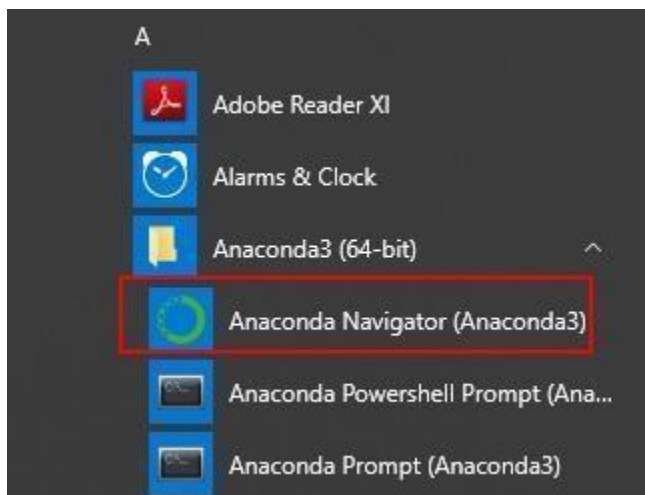 A
Adobe Reader XI
Alarms & Clock
Anaconda3 (64-bit)
Anaconda Navigator (Anaconda3)
Anaconda Powershell Prompt (Ana...
Anaconda Prompt (Anaconda3)